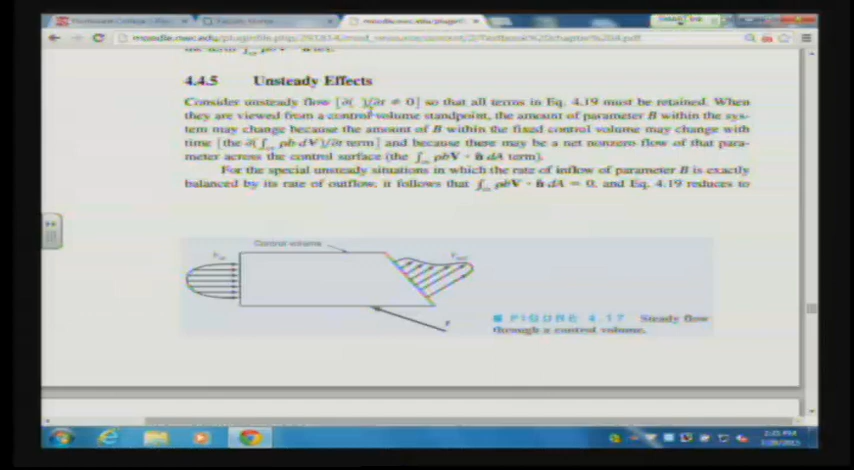 4.4.5 Unsteady Effects
Consider unsteady flow [∂( )/∂t ≠ 0] so that all terms in Eq. 4.19 must be retained. When
they are viewed from a control volume standpoint, the amount of parameter B within the sys-
tem may change because the amount of B within the fixed control volume may change with
time [the ∂(∫cv ρb dV)/∂t term] and because there may be a net nonzero flow of that para-
meter across the control surface (the ∫cs ρbV · n̂ dA term).
For the special unsteady situations in which the rate of inflow of parameter B is exactly
balanced by its rate of outflow, it follows that ∫cs ρbV · n̂ dA = 0, and Eq. 4.19 reduces to
Control volume
Vin
Vout
F
FIGURE 4.17 Steady flow
through a control volume.